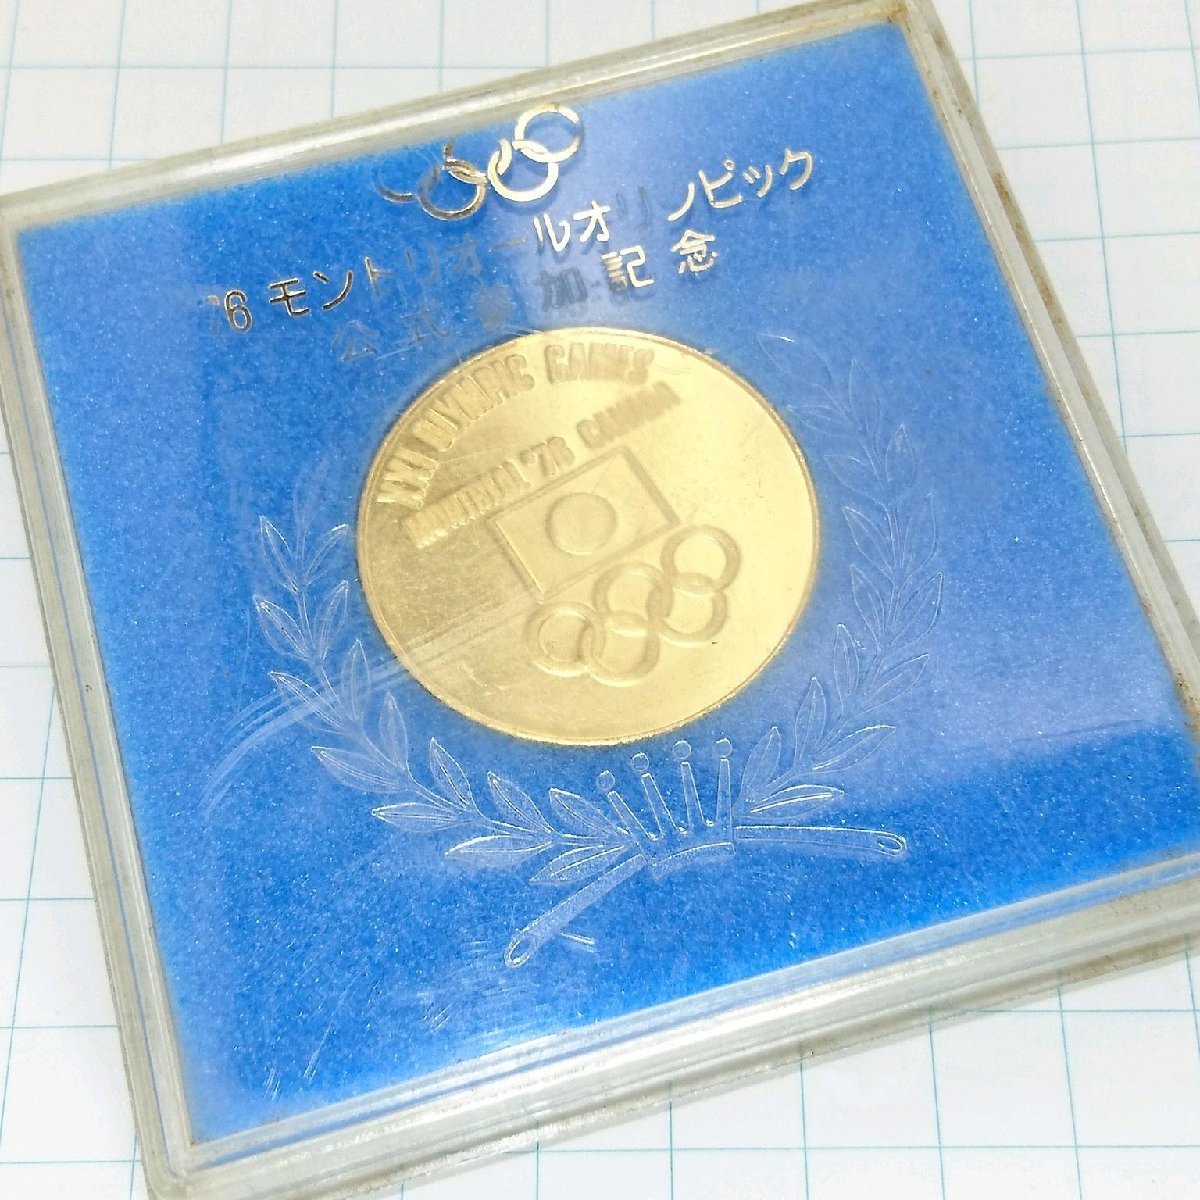 '6 モントリオールオリンピック
公式参加記念
XXI OLYMPIC GAMES
MONTREAL '76 CANADA